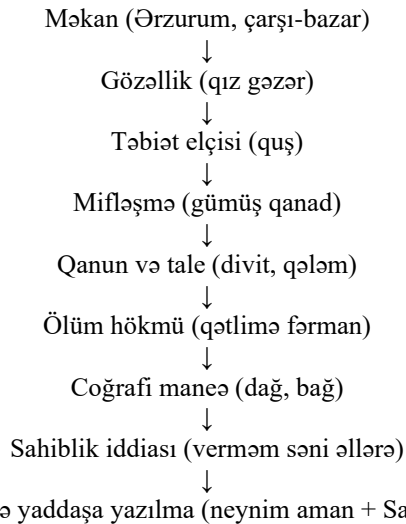 Məkan (Ərzurum, çarşı-bazar)
↓
Gözəllik (qız gəzər)
↓
Təbiət elçisi (quş)
↓
Mifləşmə (gümüş qanad)
↓
Qanun və tale (divit, qələm)
↓
Ölüm hökmü (qətlimə fərman)
↓
Coğrafi maneə (dağ, bağ)
↓
Sahiblik iddiası (vermǝm səni əllərə)
↓
ə yaddaşa yazılma (neynim aman + Sa